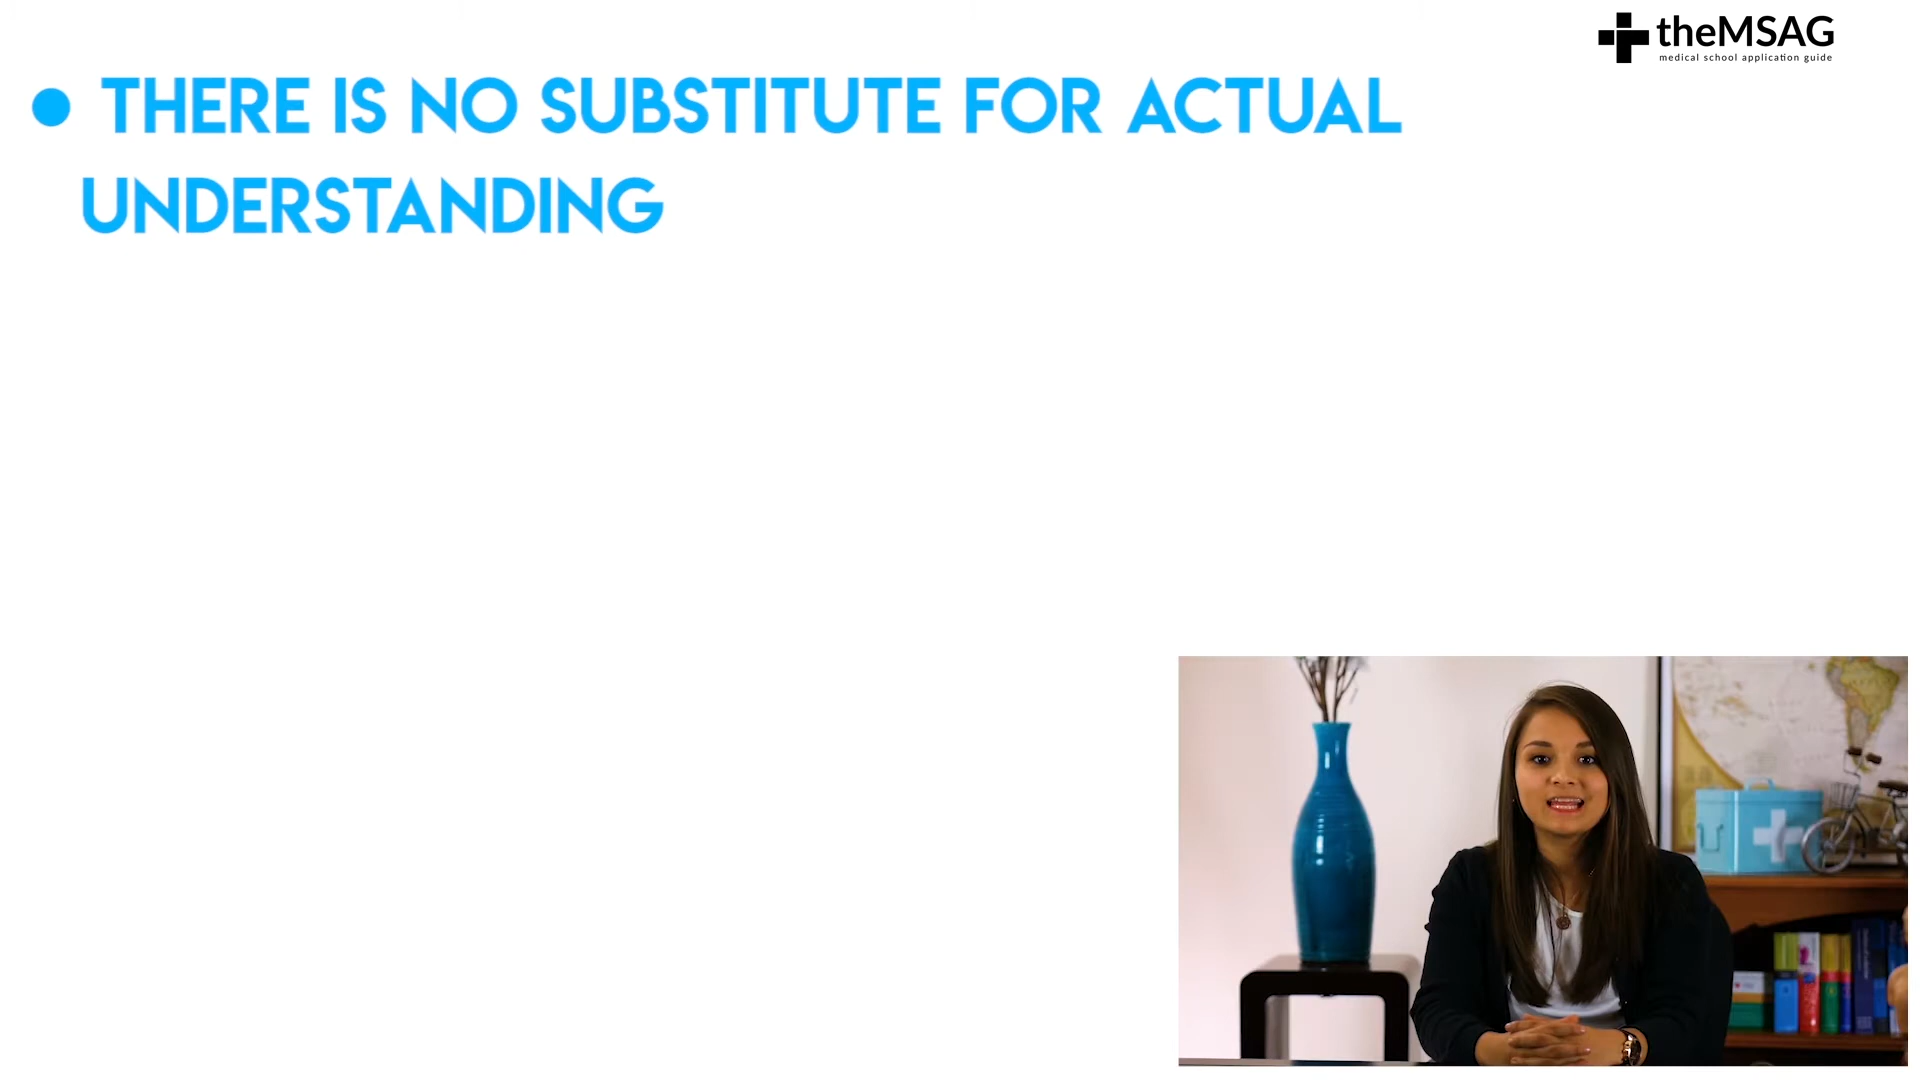 theMSAG
medical school application guide
• THERE IS NO SUBSTITUTE FOR ACTUAL
UNDERSTANDING